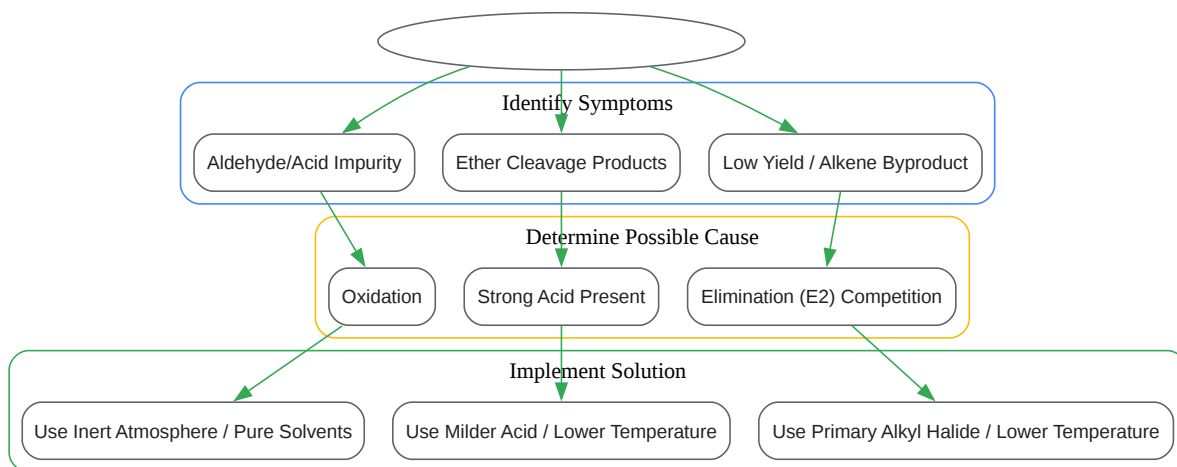 Identify Symptoms
Aldehyde/Acid Impurity
Ether Cleavage Products
Low Yield / Alkene Byproduct
Determine Possible Cause
Oxidation
Strong Acid Present
Elimination (E2) Competition
Implement Solution
Use Inert Atmosphere / Pure Solvents
Use Milder Acid / Lower Temperature
Use Primary Alkyl Halide / Lower Temperature